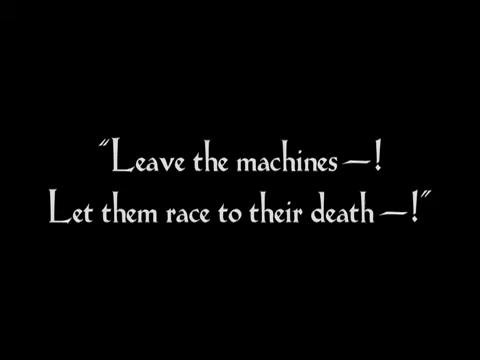 “Leave the machines—!
Let them race to their death—!”